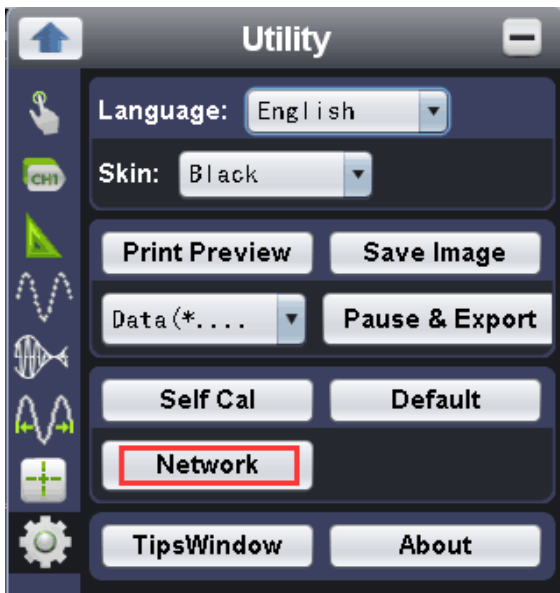 Utility
Language: English
CH1
Skin: Black
Print Preview Save Image
Data(*.... Pause & Export
Self Cal Default
Network
TipsWindow About